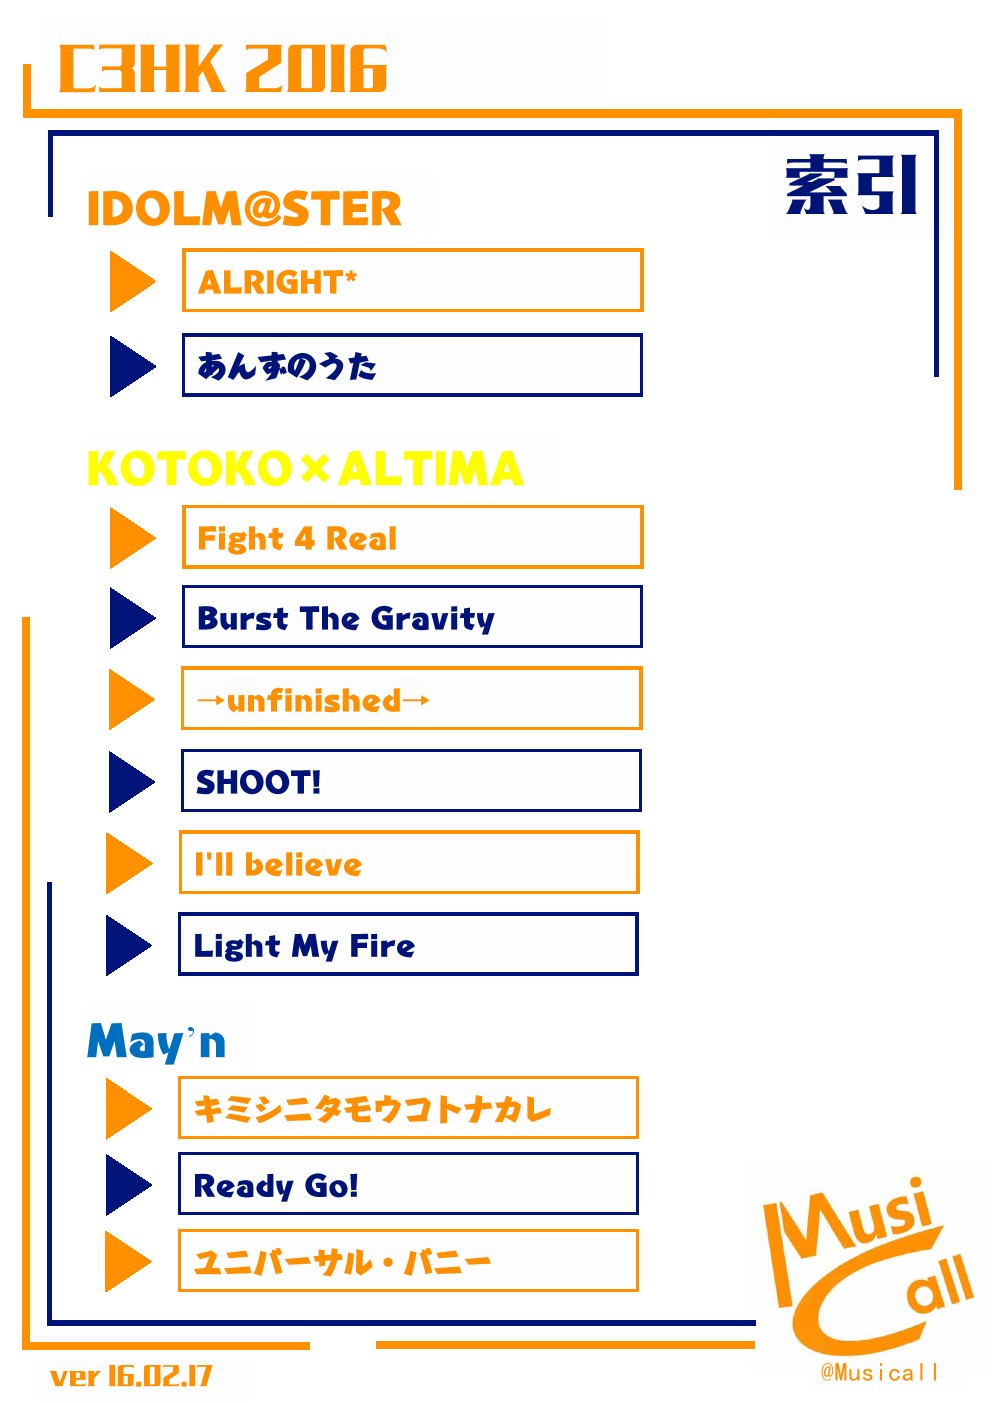 C3HK 2016
索引
IDOLM@STER
ALRIGHT*
あんずのうた
KOTOKO×ALTIMA
Fight 4 Real
Burst The Gravity
→unfinished→
SHOOT!
I'll believe
Light My Fire
May'n
キミシニタモウコトナカレ
Ready Go!
ユニバーサル・バニー
Musi
Call
@Musicall
ver 16.02.17